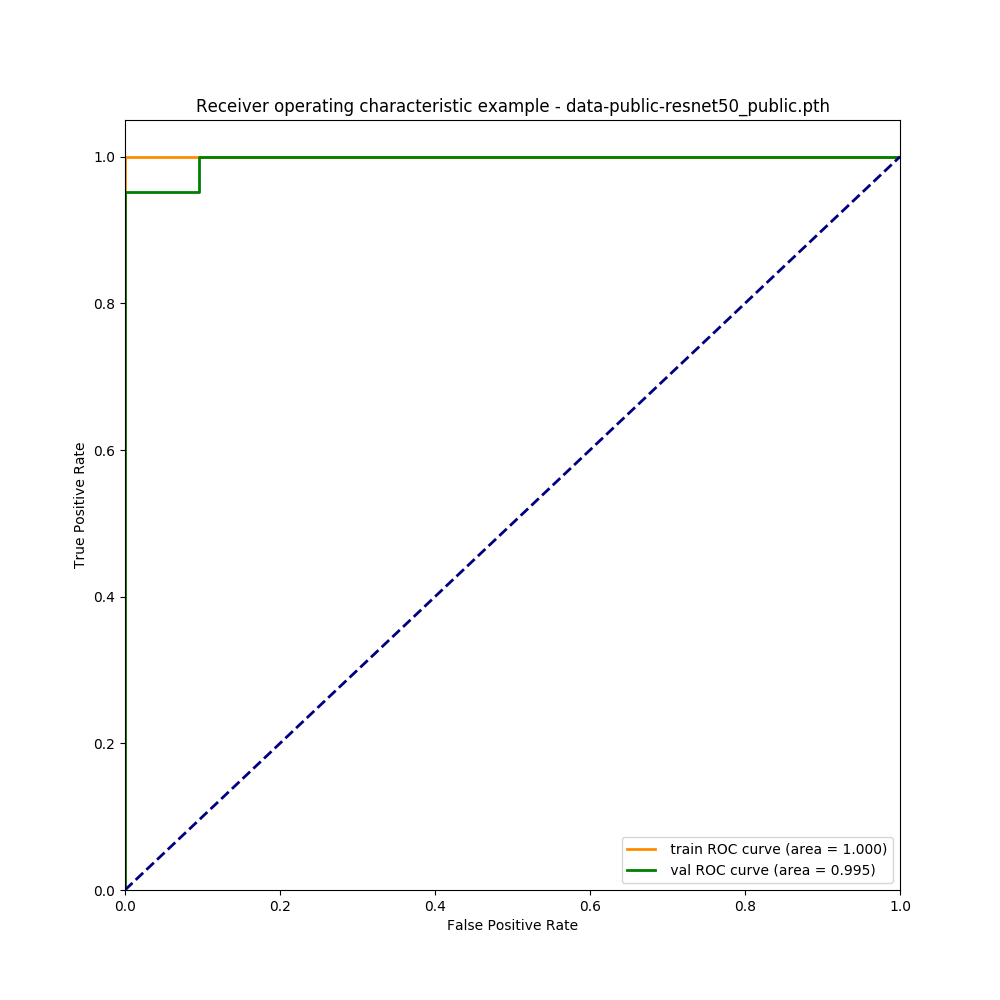 Receiver operating characteristic example - data-public-resnet50_public.pth
1.0
0.8
0.6
0.4
0.2
0.0
True Positive Rate
0.0 0.2 0.4 0.6 0.8 1.0
False Positive Rate
train ROC curve (area = 1.000)
val ROC curve (area = 0.995)